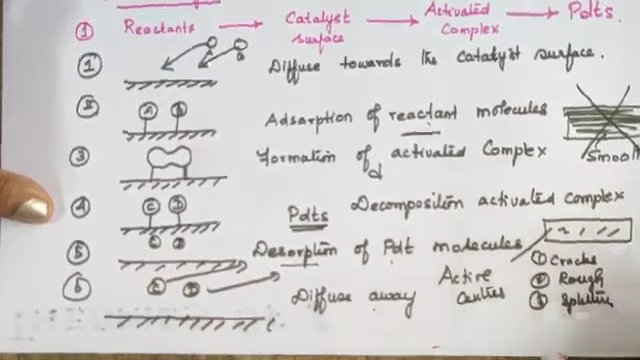 ① Reactants → Catalyst surface → Activated Complex → Pdts.
① Diffuse towards the Catalyst surface.
② A B Adsarption of reactant molecules
Smooth
③ Formation of activated Complex
④ C D Pdts Decomposition activated Complex
⑤ Desorption of Pdt molecules
① Cracks
⑥ C D Diffuse away
Active Centres
② Rough
③